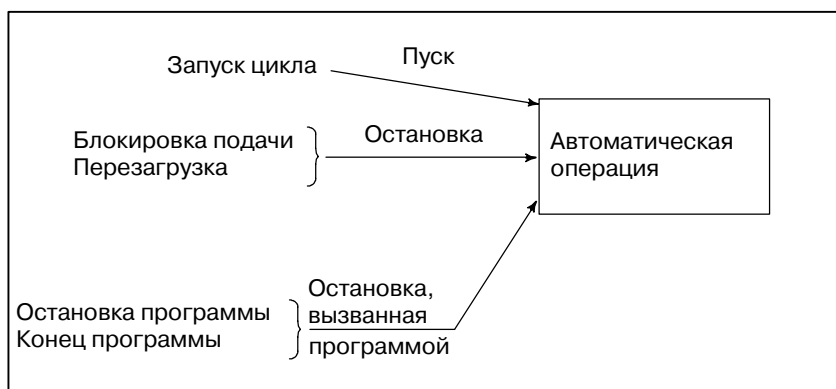 Запуск цикла
Пуск
Блокировка подачи
Перезагрузка
Остановка
Автоматическая
операция
Остановка программы
Конец программы
Остановка,
вызванная
программой